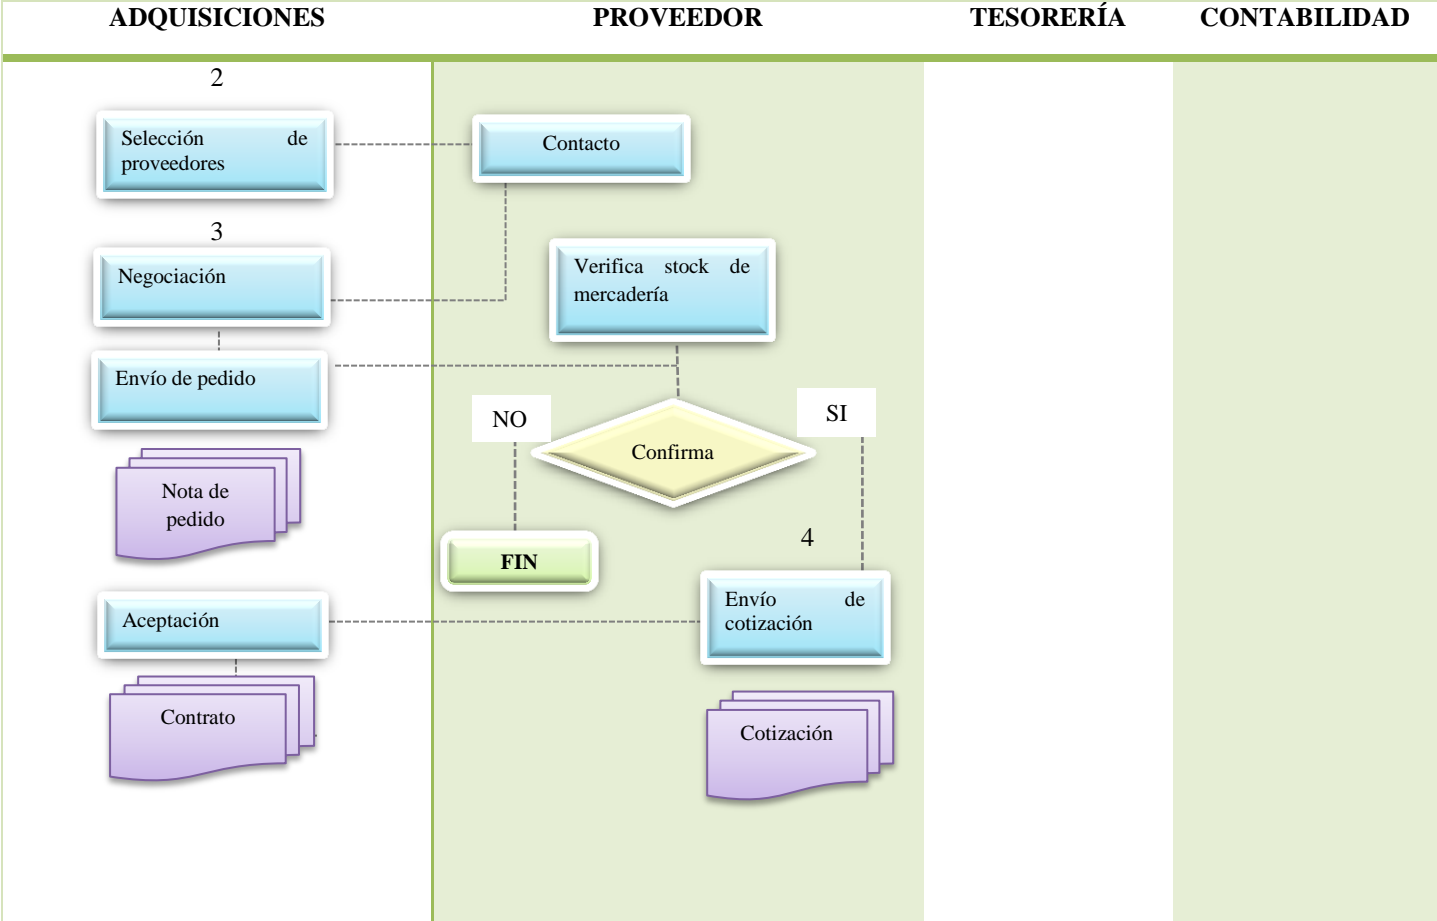 ADQUISICIONES PROVEEDOR TESORERÍA CONTABILIDAD
2
Selección de
proveedores
Contacto
3
Negociación
Verifica stock de
mercadería
Envío de pedido
NO
SI
Confirma
Nota de
pedido
4
FIN
Envío de
cotización
Aceptación
Contrato
Cotización